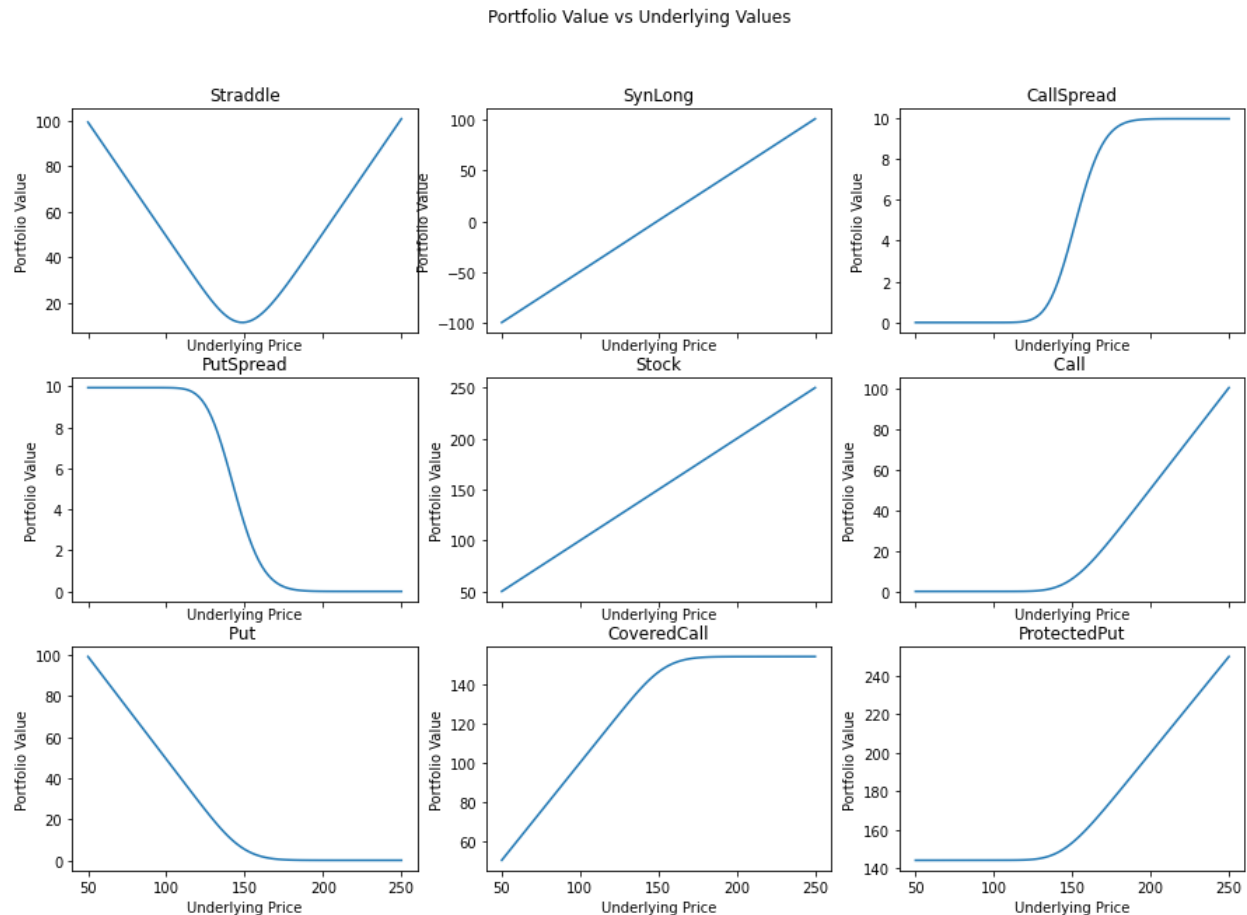 Portfolio Value vs Underlying Values
Straddle
100
80
60
40
20
Portfolio Value
Underlying Price
SynLong
100
50
0
−50
−100
Portfolio Value
Underlying Price
CallSpread
10
8
6
4
2
0
Portfolio Value
Underlying Price
PutSpread
10
8
6
4
2
0
Portfolio Value
Underlying Price
Stock
250
200
150
100
50
Portfolio Value
Underlying Price
Call
100
80
60
40
20
0
Portfolio Value
Underlying Price
Put
100
80
60
40
20
0
Portfolio Value
50 100 150 200 250
Underlying Price
CoveredCall
140
120
100
80
60
Portfolio Value
50 100 150 200 250
Underlying Price
ProtectedPut
240
220
200
180
160
140
Portfolio Value
50 100 150 200 250
Underlying Price